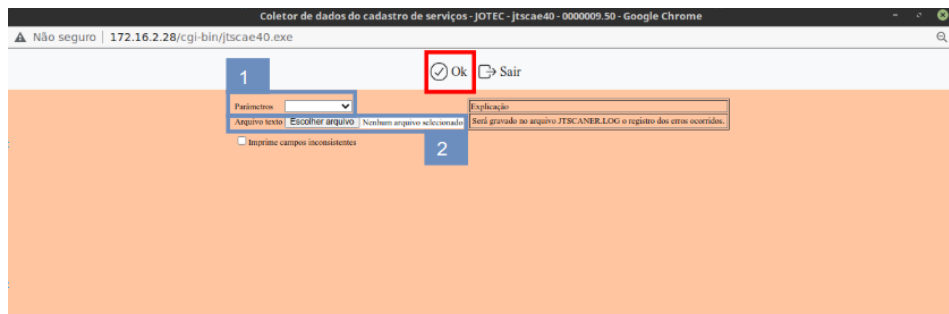 Coletor de dados do cadastro de serviços - JOTEC - jtscae40 - 0000009.50 - Google Chrome
Não seguro | 172.16.2.28/cgi-bin/jtscae40.exe
Ok Sair
1
Parâmetros
Explicação
Arquivo texto Escolher arquivo Nenhum arquivo selecionado
Será gravado no arquivo JTSCANER.LOG o registro dos erros ocorridos.
Imprime campos inconsistentes
2